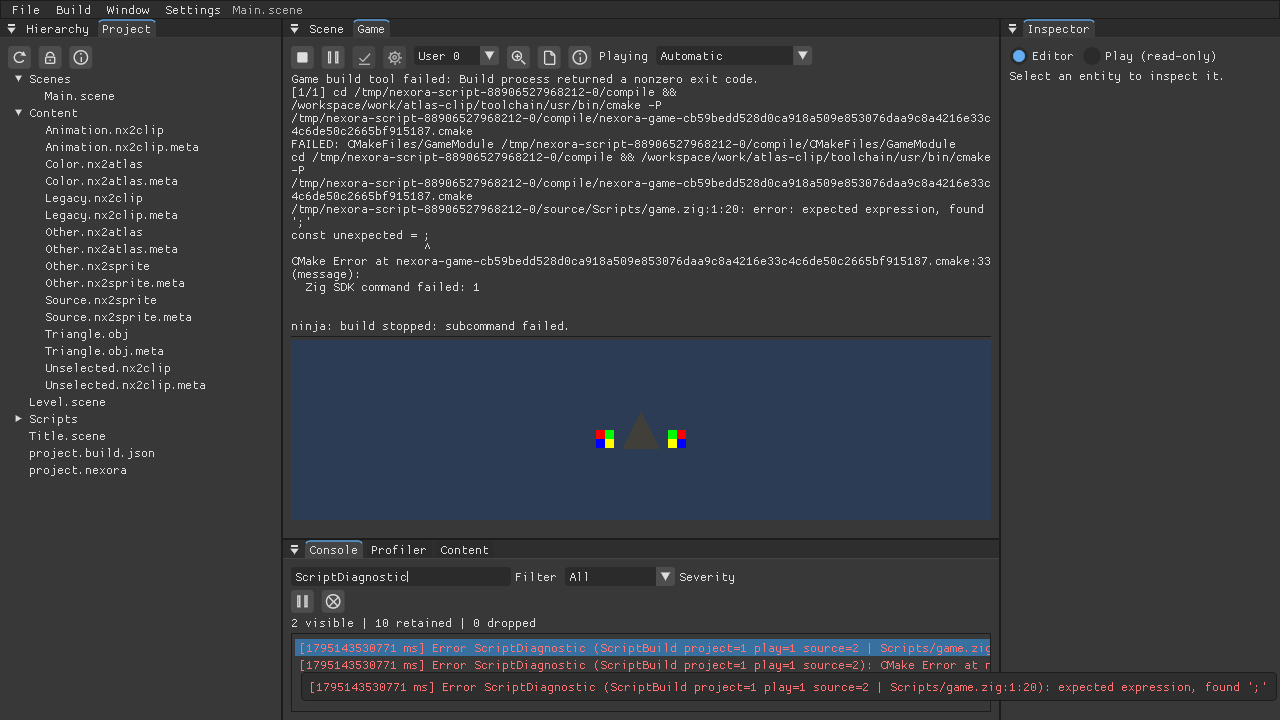 File Build Window Settings Main.scene
Hierarchy Project
Scene Game
Inspector
User 0 Playing Automatic
Editor Play (read-only)
Select an entity to inspect it.
Scenes
Main.scene
Content
Animation.nx2clip
Animation.nx2clip.meta
Color.nx2atlas
Color.nx2atlas.meta
Legacy.nx2clip
Legacy.nx2clip.meta
Other.nx2atlas
Other.nx2atlas.meta
Other.nx2sprite
Other.nx2sprite.meta
Source.nx2sprite
Source.nx2sprite.meta
Triangle.obj
Triangle.obj.meta
Unselected.nx2clip
Unselected.nx2clip.meta
Level.scene
Scripts
Title.scene
project.build.json
project.nexora
Game build tool failed: Build process returned a nonzero exit code.
[1/1] cd /tmp/nexora-script-88906527968212-0/compile &&
/workspace/work/atlas-clip/toolchain/usr/bin/cmake -P
/tmp/nexora-script-88906527968212-0/compile/nexora-game-cb59bedd528d0ca918a509e853076daa9c8a4216e33c
4c6de50c2665bf915187.cmake
FAILED: CMakeFiles/GameModule /tmp/nexora-script-88906527968212-0/compile/CMakeFiles/GameModule
cd /tmp/nexora-script-88906527968212-0/compile && /workspace/work/atlas-clip/toolchain/usr/bin/cmake
-P
/tmp/nexora-script-88906527968212-0/compile/nexora-game-cb59bedd528d0ca918a509e853076daa9c8a4216e33c
4c6de50c2665bf915187.cmake
/tmp/nexora-script-88906527968212-0/source/Scripts/game.zig:1:20: error: expected expression, found
';'
const unexpected = ;
^
CMake Error at nexora-game-cb59bedd528d0ca918a509e853076daa9c8a4216e33c4c6de50c2665bf915187.cmake:33
(message):
Zig SDK command failed: 1
ninja: build stopped: subcommand failed.
Console Profiler Content
ScriptDiagnostic Filter All Severity
2 visible | 10 retained | 0 dropped
[1795143530771 ms] Error ScriptDiagnostic (ScriptBuild project=1 play=1 source=2 | Scripts/game.zig
[1795143530771 ms] Error ScriptDiagnostic (ScriptBuild project=1 play=1 source=2): CMake Error at n
[1795143530771 ms] Error ScriptDiagnostic (ScriptBuild project=1 play=1 source=2 | Scripts/game.zig:1:20): expected expression, found ';'